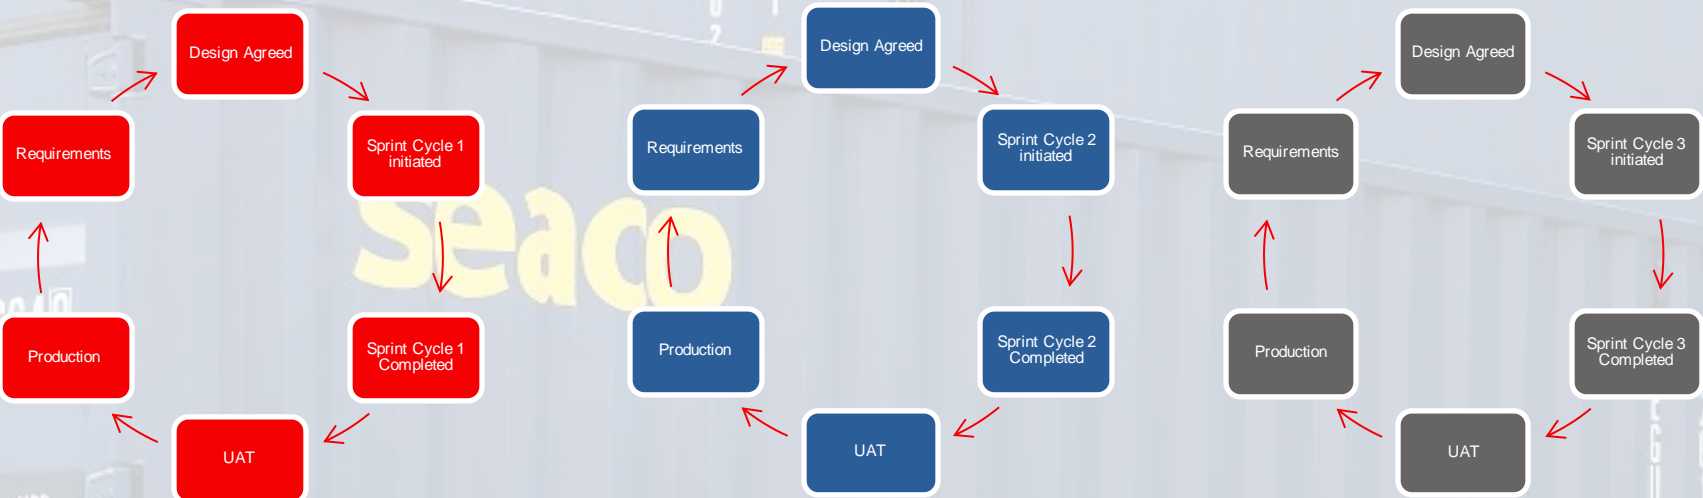 Design Agreed
Requirements
Sprint Cycle 1
initiated
Production
Sprint Cycle 1
Completed
UAT
Design Agreed
Requirements
Sprint Cycle 2
initiated
Production
Sprint Cycle 2
Completed
UAT
Design Agreed
Requirements
Sprint Cycle 3
initiated
Production
Sprint Cycle 3
Completed
UAT
seaco